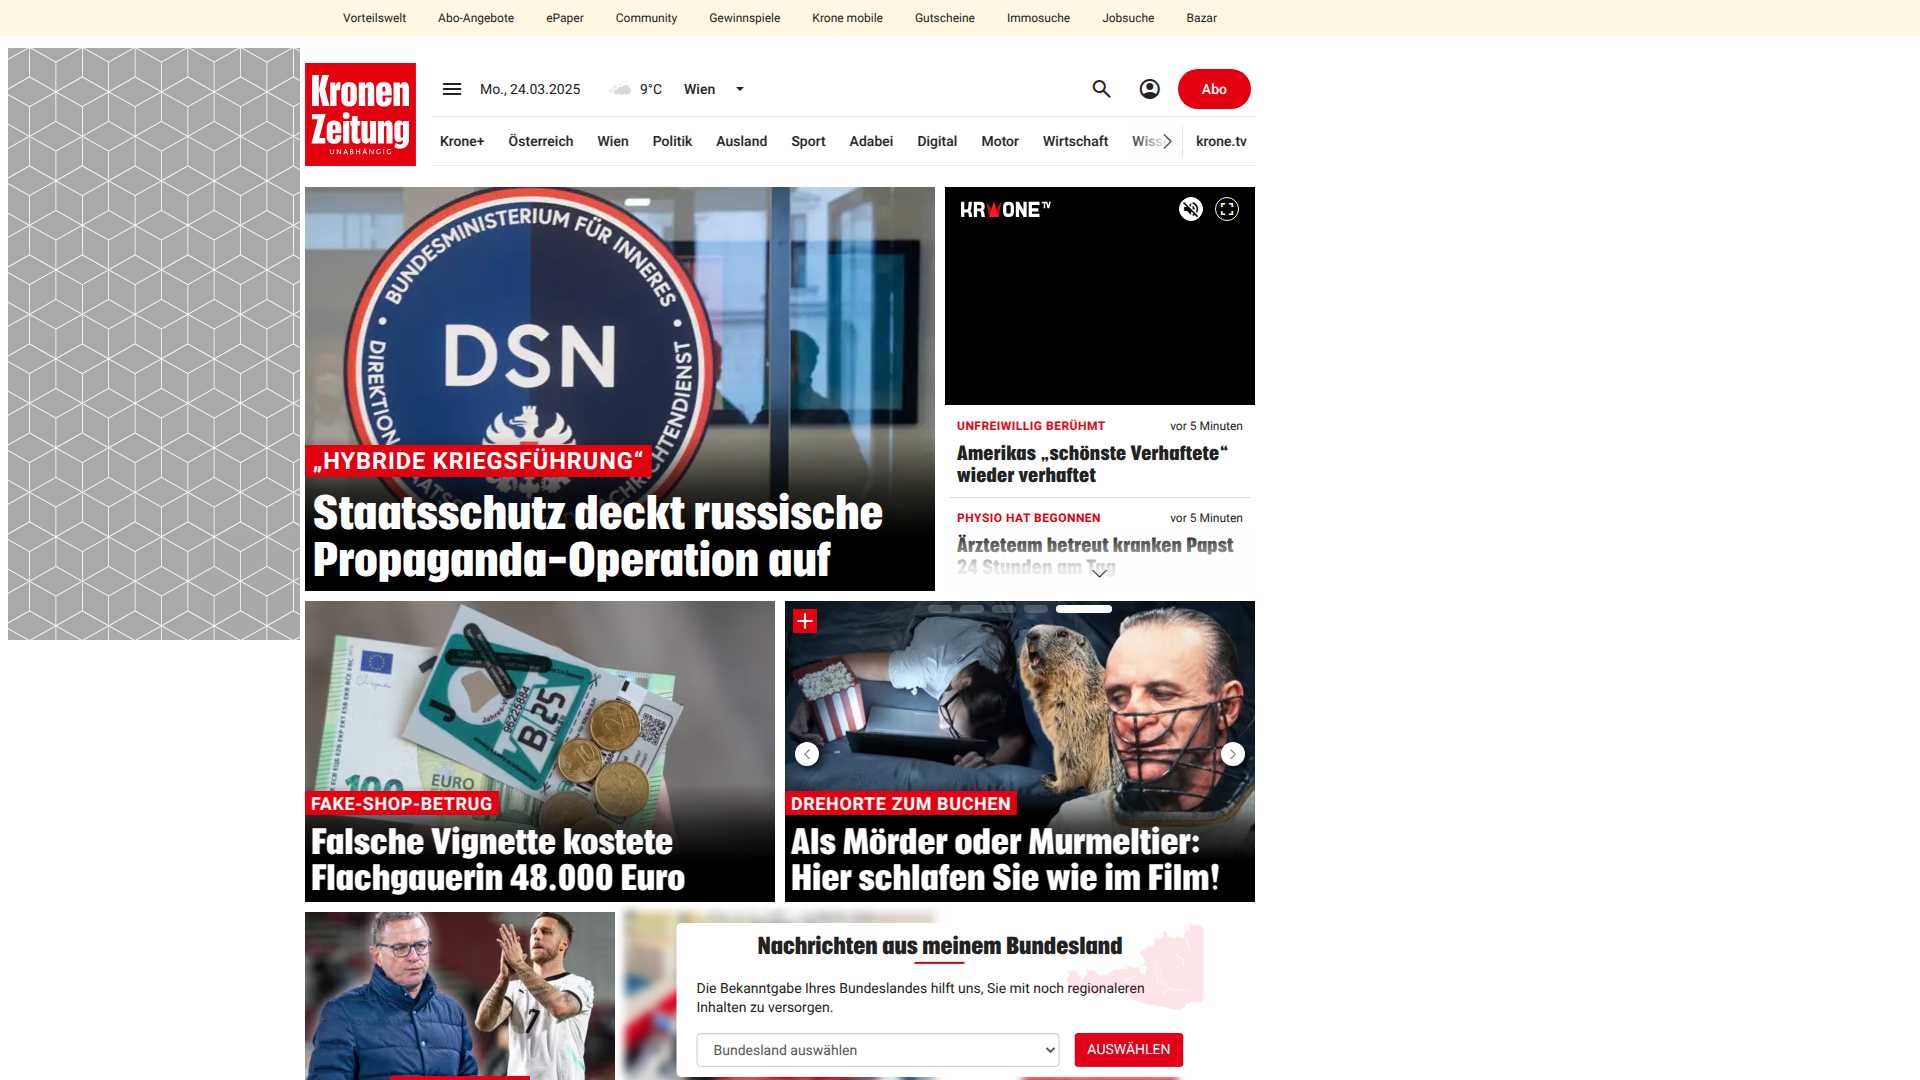 Vorteilswelt Abo-Angebote ePaper Community Gewinnspiele Krone mobile Gutscheine Immosuche Jobsuche Bazar
Kronen
Zeitung
UNABHÄNGIG
Mo., 24.03.2025 9°C Wien
Abo
Krone+ Österreich Wien Politik Ausland Sport Adabei Digital Motor Wirtschaft krone.tv
BUNDESMINISTERIUM FÜR INNERES
DSN
„HYBRIDE KRIEGSFÜHRUNG“
Staatsschutz deckt russische
Propaganda-Operation auf
KRONE TV
UNFREIWILLIG BERÜHMT vor 5 Minuten
Amerikas „schönste Verhaftete“
wieder verhaftet
PHYSIO HAT BEGONNEN vor 5 Minuten
Ärzteteam betreut kranken Papst
24 Stunden am Tag
100
EURO
B P25
FAKE-SHOP-BETRUG
Falsche Vignette kostete
Flachgauerin 48.000 Euro
DREHORTE ZUM BUCHEN
Als Mörder oder Murmeltier:
Hier schlafen Sie wie im Film!
7
Nachrichten aus meinem Bundesland
Die Bekanntgabe Ihres Bundeslandes hilft uns, Sie mit noch regionaleren
Inhalten zu versorgen.
Bundesland auswählen
AUSWÄHLEN